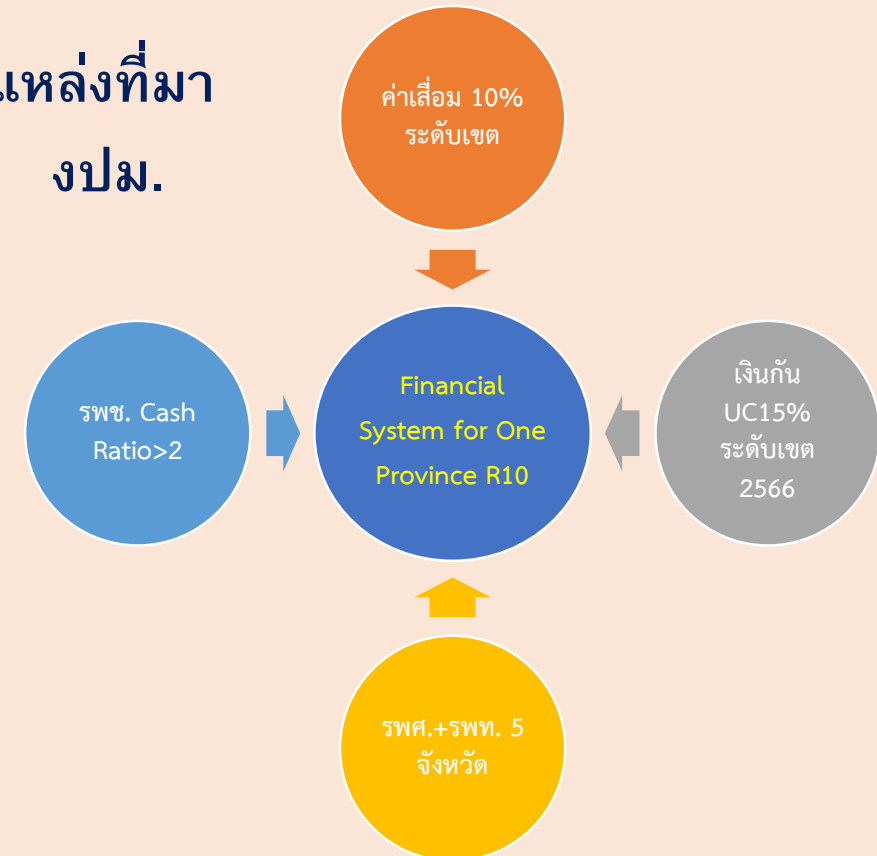 แหล่งที่มา
งปม.
ค่าเสื่อม 10%
ระดับเขต
รพช. Cash
Ratio>2
Financial
System for One
Province R10
เงินกัน
UC15%
ระดับเขต
2566
รพศ.+รพท. 5
จังหวัด